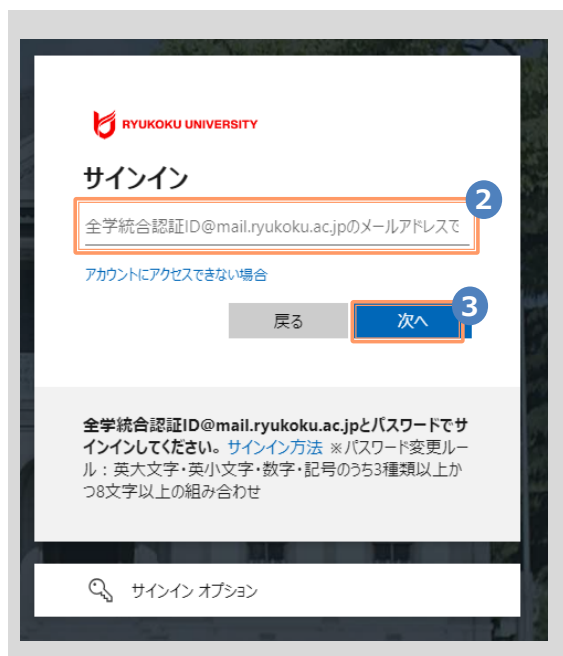 RYUKOKU UNIVERSITY
サインイン
2
全学統合認証ID@mail.ryukoku.ac.jpのメールアドレスで
アカウントにアクセスできない場合
3
戻る 次へ
全学統合認証ID@mail.ryukoku.ac.jpとパスワードでサ
インインしてください。 サインイン方法 ※パスワード変更ルー
ル：英大文字・英小文字・数字・記号のうち3種類以上か
つ8文字以上の組み合わせ
サインイン オプション